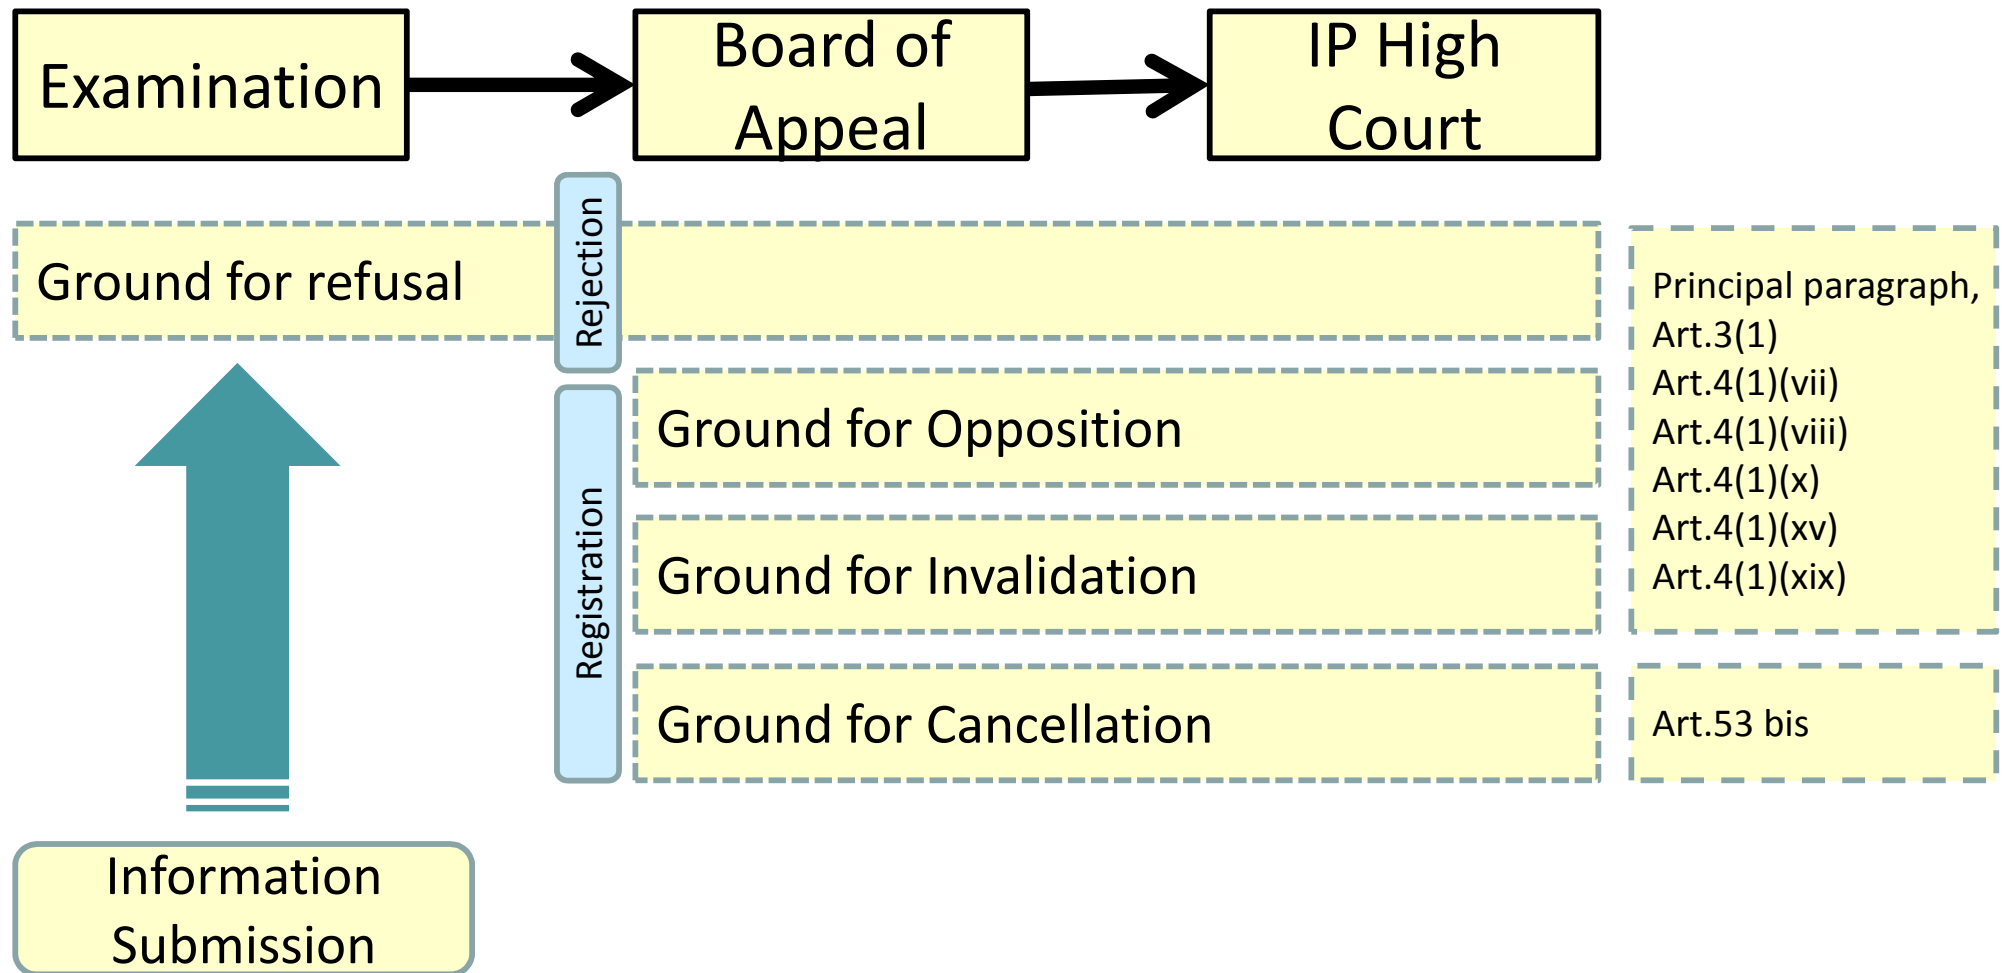 Examination
Board of
Appeal
IP High
Court
Rejection
Ground for refusal
Principal paragraph,
Art.3(1)
Art.4(1)(vii)
Art.4(1)(viii)
Art.4(1)(x)
Art.4(1)(xv)
Art.4(1)(xix)
Registration
Ground for Opposition
Ground for Invalidation
Ground for Cancellation
Art.53 bis
Information
Submission